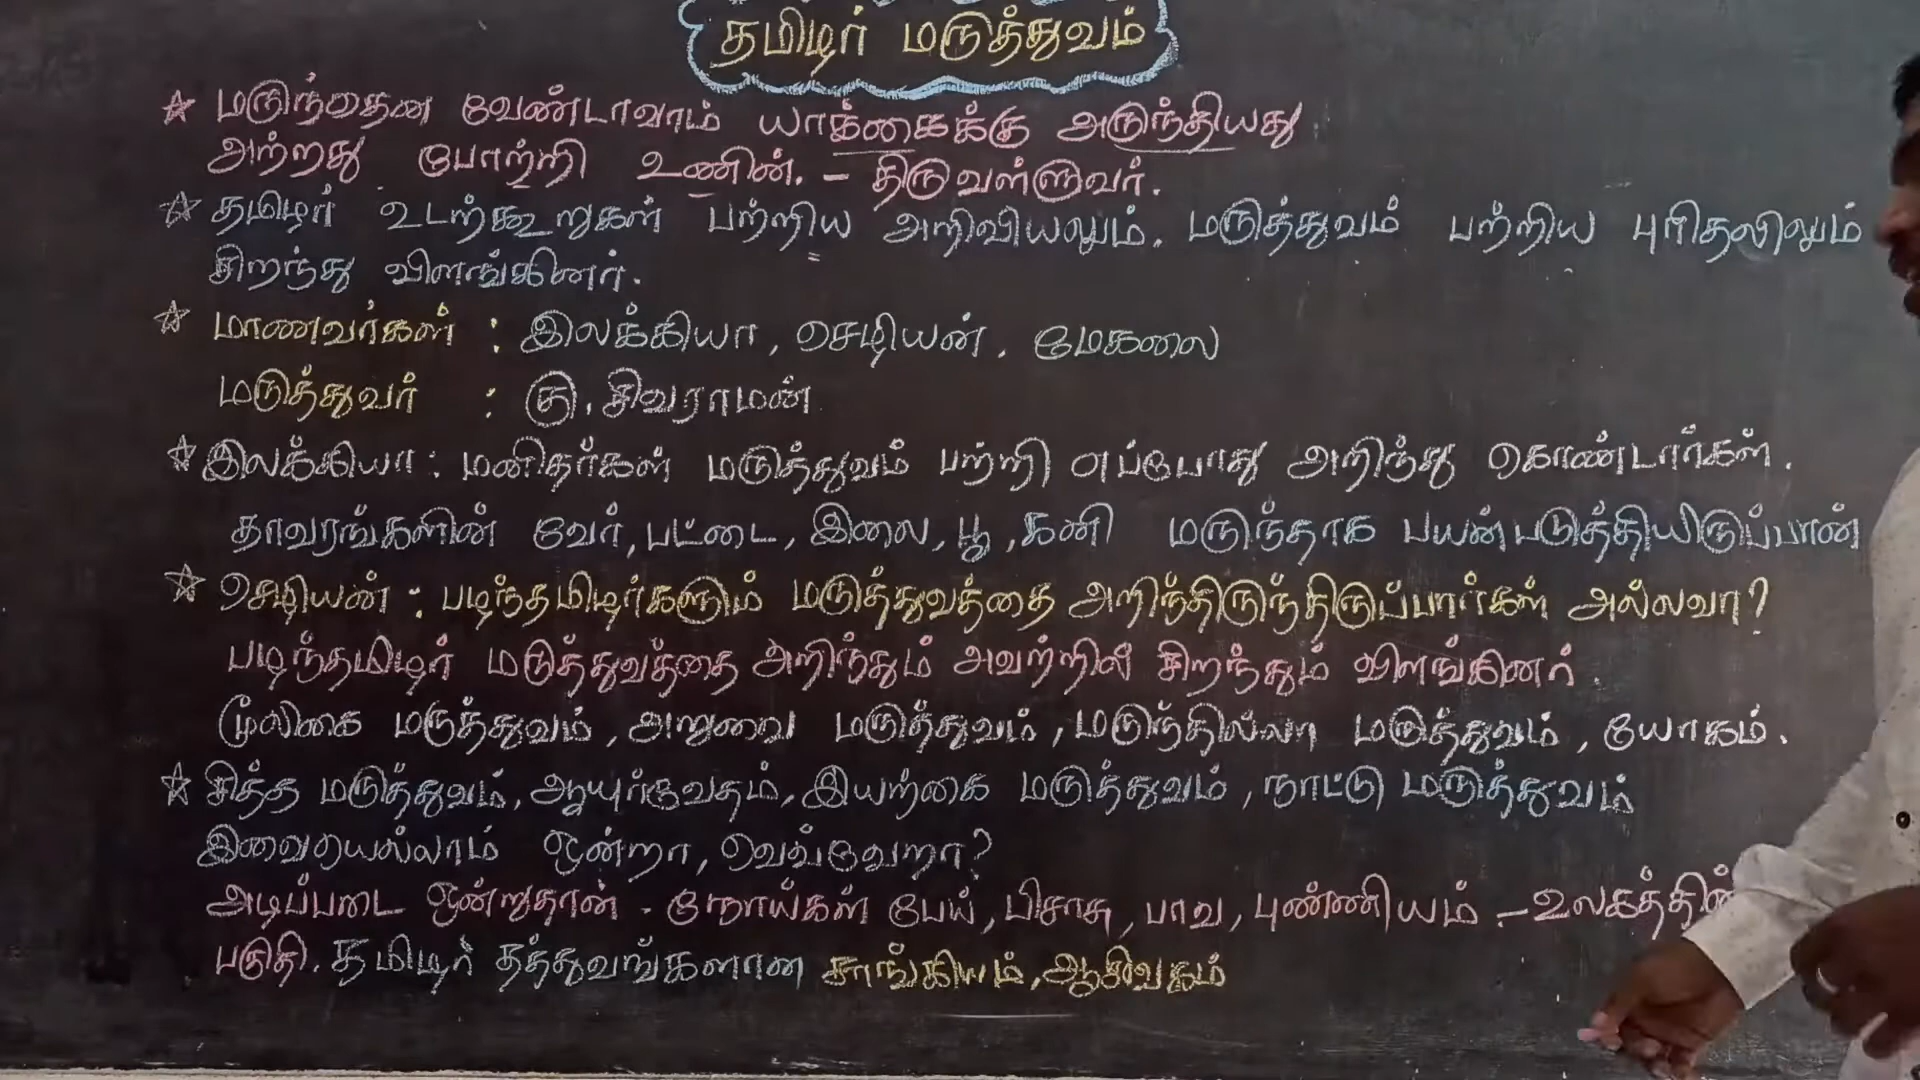 தமிழர் மருத்துவம்
☆ மருந்தென வேண்டாவாம் யாக்கைக்கு அருந்தியது
அற்றது போற்றி உணின். - திருவள்ளுவர்.
☆ தமிழர் உடற்கூறுகள் பற்றிய அறிவியலும், மருத்துவம் பற்றிய புரிதலிலும்
சிறந்து விளங்கினர்.
☆ மாணவர்கள் : இலக்கியா, செழியன், மேகலை
மருத்துவர் : கு. சிவராமன்
☆ இலக்கியா : மனிதர்கள் மருத்துவம் பற்றி எப்போது அறிந்து கொண்டார்கள்.
தாவரங்களின் வேர், பட்டை, இலை, பூ, கனி மருந்தாக பயன்படுத்தியிருப்பான்
☆ செழியன் : பழந்தமிழர்களும் மருத்துவத்தை அறிந்திருந்திருப்பார்கள் அல்லவா?
பழந்தமிழர் மருத்துவத்தை அறிந்தும் அவற்றில் சிறந்தும் விளங்கினர்.
மூலிகை மருத்துவம், அறுவை மருத்துவம், மருந்தில்லா மருத்துவம், யோகம்.
☆ சித்த மருத்துவம், ஆயுர்வேதம், இயற்கை மருத்துவம், நாட்டு மருத்துவம்
இவையெல்லாம் ஒன்றா, வெவ்வேறா?
அடிப்படை ஒன்றுதான் - நோய்கள் பேய், பிசாசு, பாவ, புண்ணியம் - உலகத்தின்
பகுதி. தமிழர் தத்துவங்களான சாங்கியம், ஆசிவகம்